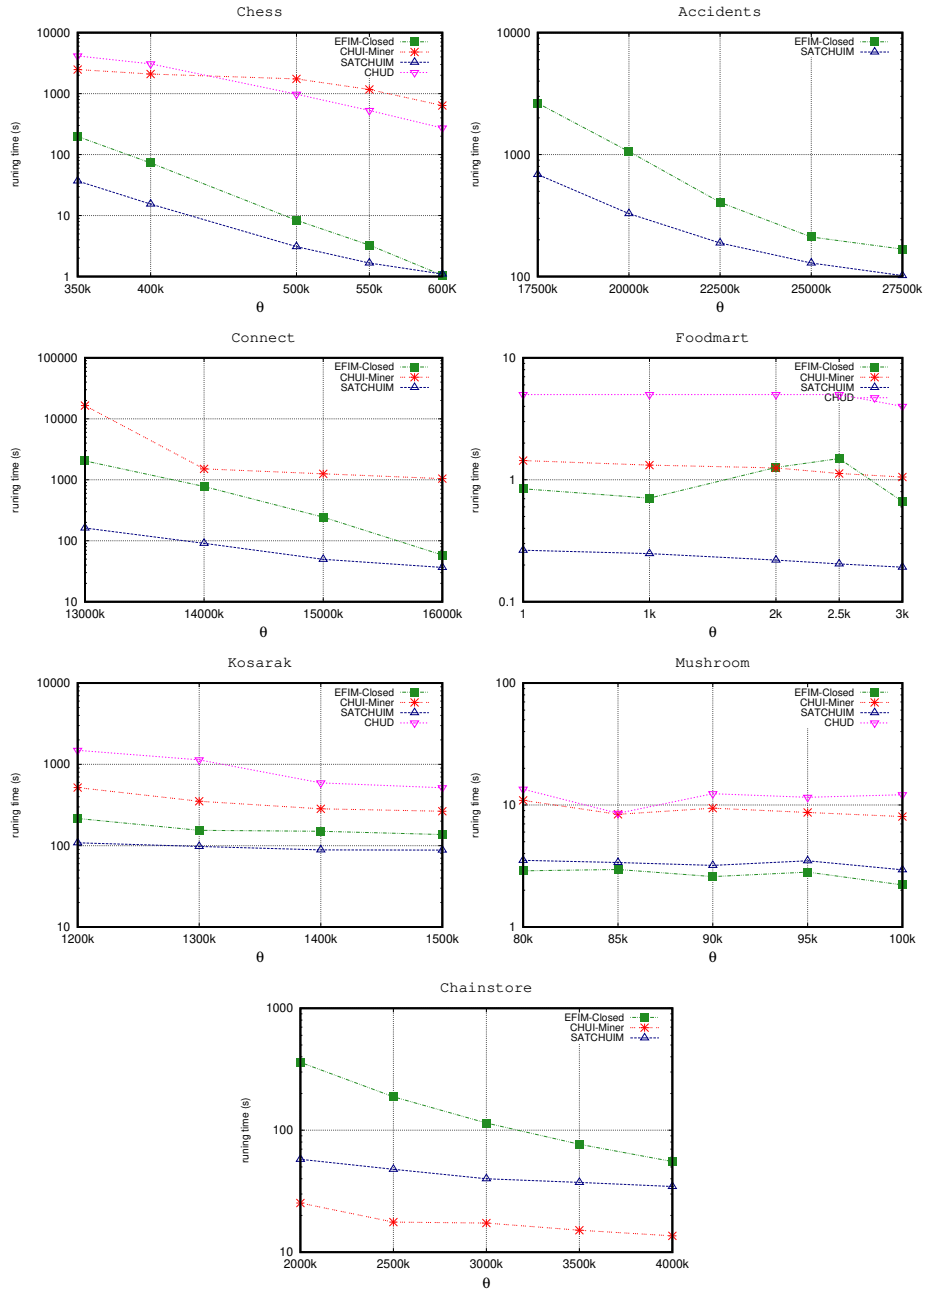 Chess
10000
1000
100
10
1
runing time (s)
EFIM-Closed
CHUI-Miner
SATCHUIM
CHUD
350k 400k 500k 550k 600K
θ
Accidents
10000
1000
100
runing time (s)
EFIM-Closed
SATCHUIM
17500k 20000k 22500k 25000k 27500k
θ
Connect
100000
10000
1000
100
10
runing time (s)
EFIM-Closed
CHUI-Miner
SATCHUIM
13000k 14000k 15000k 16000k
θ
Foodmart
10
1
0.1
runing time (s)
EFIM-Closed
CHUI-Miner
SATCHUIM
CHUD
1 1k 2k 2.5k 3k
θ
Kosarak
10000
1000
100
10
runing time (s)
EFIM-Closed
CHUI-Miner
SATCHUIM
CHUD
1200k 1300k 1400k 1500k
θ
Mushroom
100
10
1
runing time (s)
EFIM-Closed
CHUI-Miner
SATCHUIM
CHUD
80k 85k 90k 95k 100k
θ
Chainstore
1000
100
10
runing time (s)
EFIM-Closed
CHUI-Miner
SATCHUIM
2000k 2500k 3000k 3500k 4000k
θ